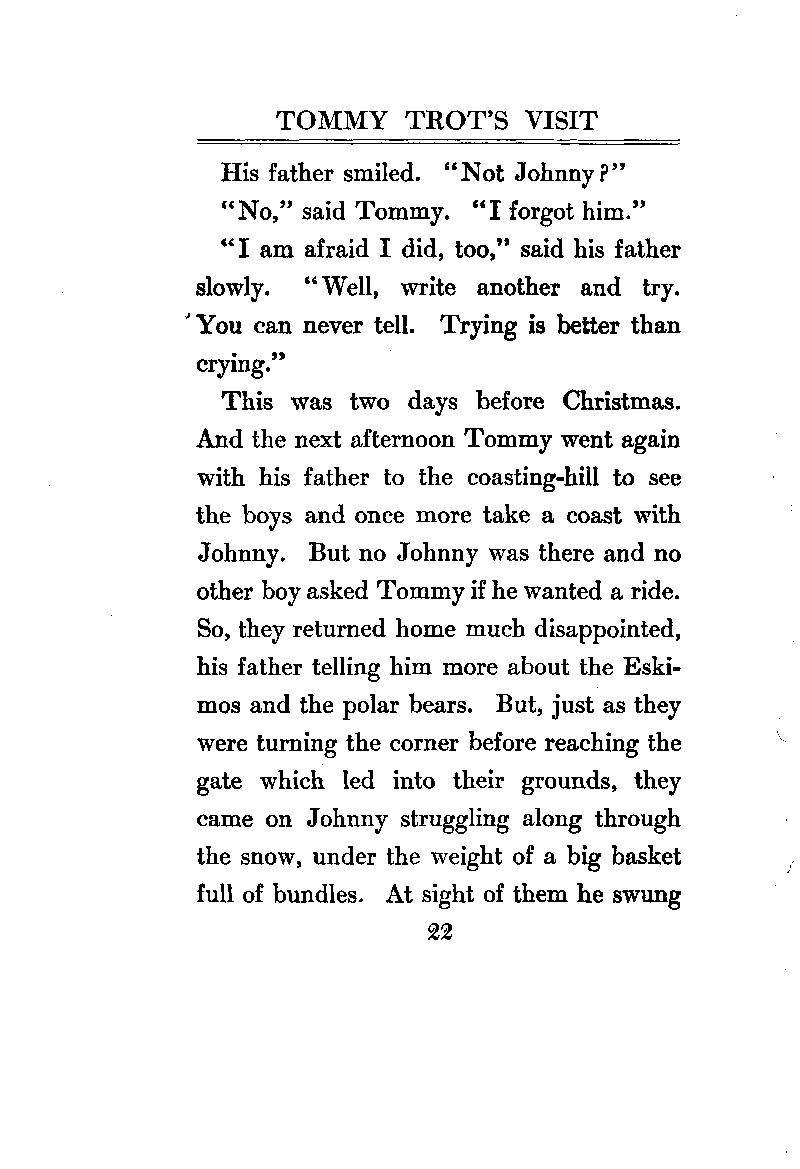 TOMMY TROT'S VISIT
His father smiled. “Not Johnny?”
“No,” said Tommy. “I forgot him.”
“I am afraid I did, too,” said his father
slowly. “Well, write another and try.
You can never tell. Trying is better than
crying.”
This was two days before Christmas.
And the next afternoon Tommy went again
with his father to the coasting-hill to see
the boys and once more take a coast with
Johnny. But no Johnny was there and no
other boy asked Tommy if he wanted a ride.
So, they returned home much disappointed,
his father telling him more about the Eski-
mos and the polar bears. But, just as they
were turning the corner before reaching the
gate which led into their grounds, they
came on Johnny struggling along through
the snow, under the weight of a big basket
full of bundles. At sight of them he swung
22